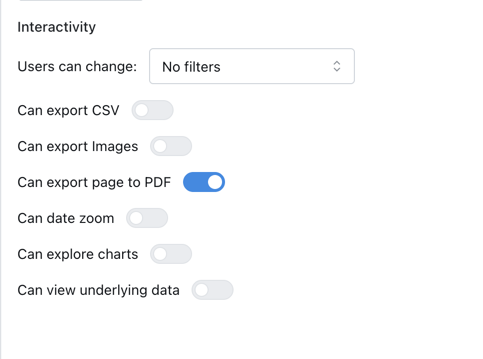 Interactivity
Users can change: No filters
Can export CSV
Can export Images
Can export page to PDF
Can date zoom
Can explore charts
Can view underlying data